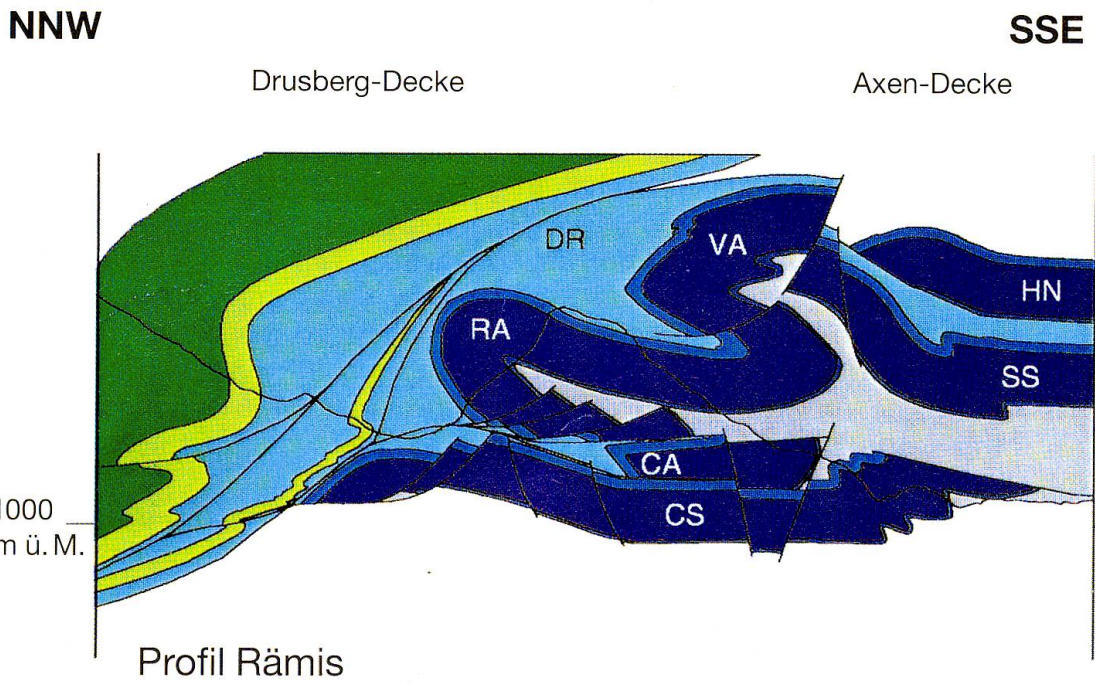 NNW
SSE
Drusberg-Decke
Axen-Decke
DR
VA
HN
RA
SS
CA
CS
1000
m ü. M.
Profil Rämis